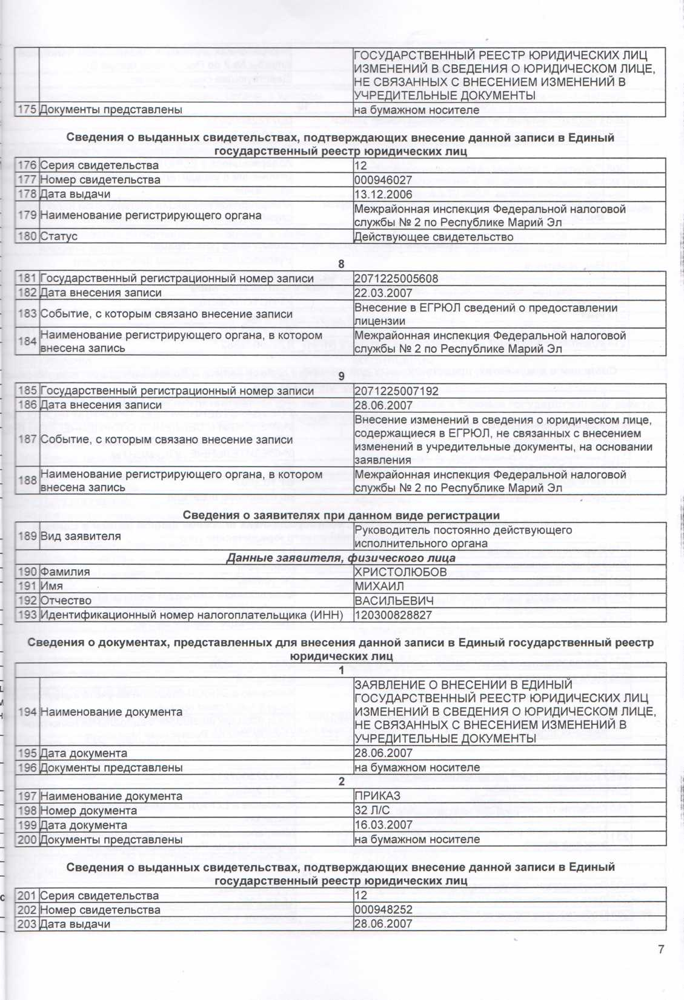 ГОСУДАРСТВЕННЫЙ РЕЕСТР ЮРИДИЧЕСКИХ ЛИЦ
ИЗМЕНЕНИЙ В СВЕДЕНИЯ О ЮРИДИЧЕСКОМ ЛИЦЕ,
НЕ СВЯЗАННЫХ С ВНЕСЕНИЕМ ИЗМЕНЕНИЙ В
УЧРЕДИТЕЛЬНЫЕ ДОКУМЕНТЫ
175 Документы представлены на бумажном носителе
Сведения о выданных свидетельствах, подтверждающих внесение данной записи в Единый
государственный реестр юридических лиц
176 Серия свидетельства 12
177 Номер свидетельства 000946027
178 Дата выдачи 13.12.2006
179 Наименование регистрирующего органа Межрайонная инспекция Федеральной налоговой
службы № 2 по Республике Марий Эл
180 Статус Действующее свидетельство
8
181 Государственный регистрационный номер записи 2071225005608
182 Дата внесения записи 22.03.2007
183 Событие, с которым связано внесение записи Внесение в ЕГРЮЛ сведений о предоставлении
лицензии
184 Наименование регистрирующего органа, в котором
внесена запись
Межрайонная инспекция Федеральной налоговой
службы № 2 по Республике Марий Эл
9
185 Государственный регистрационный номер записи 2071225007192
186 Дата внесения записи 28.06.2007
187 Событие, с которым связано внесение записи Внесение изменений в сведения о юридическом лице,
содержащиеся в ЕГРЮЛ, не связанных с внесением
изменений в учредительные документы, на основании
заявления
188 Наименование регистрирующего органа, в котором
внесена запись
Межрайонная инспекция Федеральной налоговой
службы № 2 по Республике Марий Эл
Сведения о заявителях при данном виде регистрации
189 Вид заявителя Руководитель постоянно действующего
исполнительного органа
Данные заявителя, физического лица
190 Фамилия ХРИСТОЛЮБОВ
191 Имя МИХАИЛ
192 Отчество ВАСИЛЬЕВИЧ
193 Идентификационный номер налогоплательщика (ИНН) 120300828827
Сведения о документах, представленных для внесения данной записи в Единый государственный реестр
юридических лиц
1
194 Наименование документа ЗАЯВЛЕНИЕ О ВНЕСЕНИИ В ЕДИНЫЙ
ГОСУДАРСТВЕННЫЙ РЕЕСТР ЮРИДИЧЕСКИХ ЛИЦ
ИЗМЕНЕНИЙ В СВЕДЕНИЯ О ЮРИДИЧЕСКОМ ЛИЦЕ,
НЕ СВЯЗАННЫХ С ВНЕСЕНИЕМ ИЗМЕНЕНИЙ В
УЧРЕДИТЕЛЬНЫЕ ДОКУМЕНТЫ
195 Дата документа 28.06.2007
196 Документы представлены на бумажном носителе
2
197 Наименование документа ПРИКАЗ
198 Номер документа 32 Л/С
199 Дата документа 16.03.2007
200 Документы представлены на бумажном носителе
Сведения о выданных свидетельствах, подтверждающих внесение данной записи в Единый
государственный реестр юридических лиц
201 Серия свидетельства 12
202 Номер свидетельства 000948252
203 Дата выдачи 28.06.2007
7